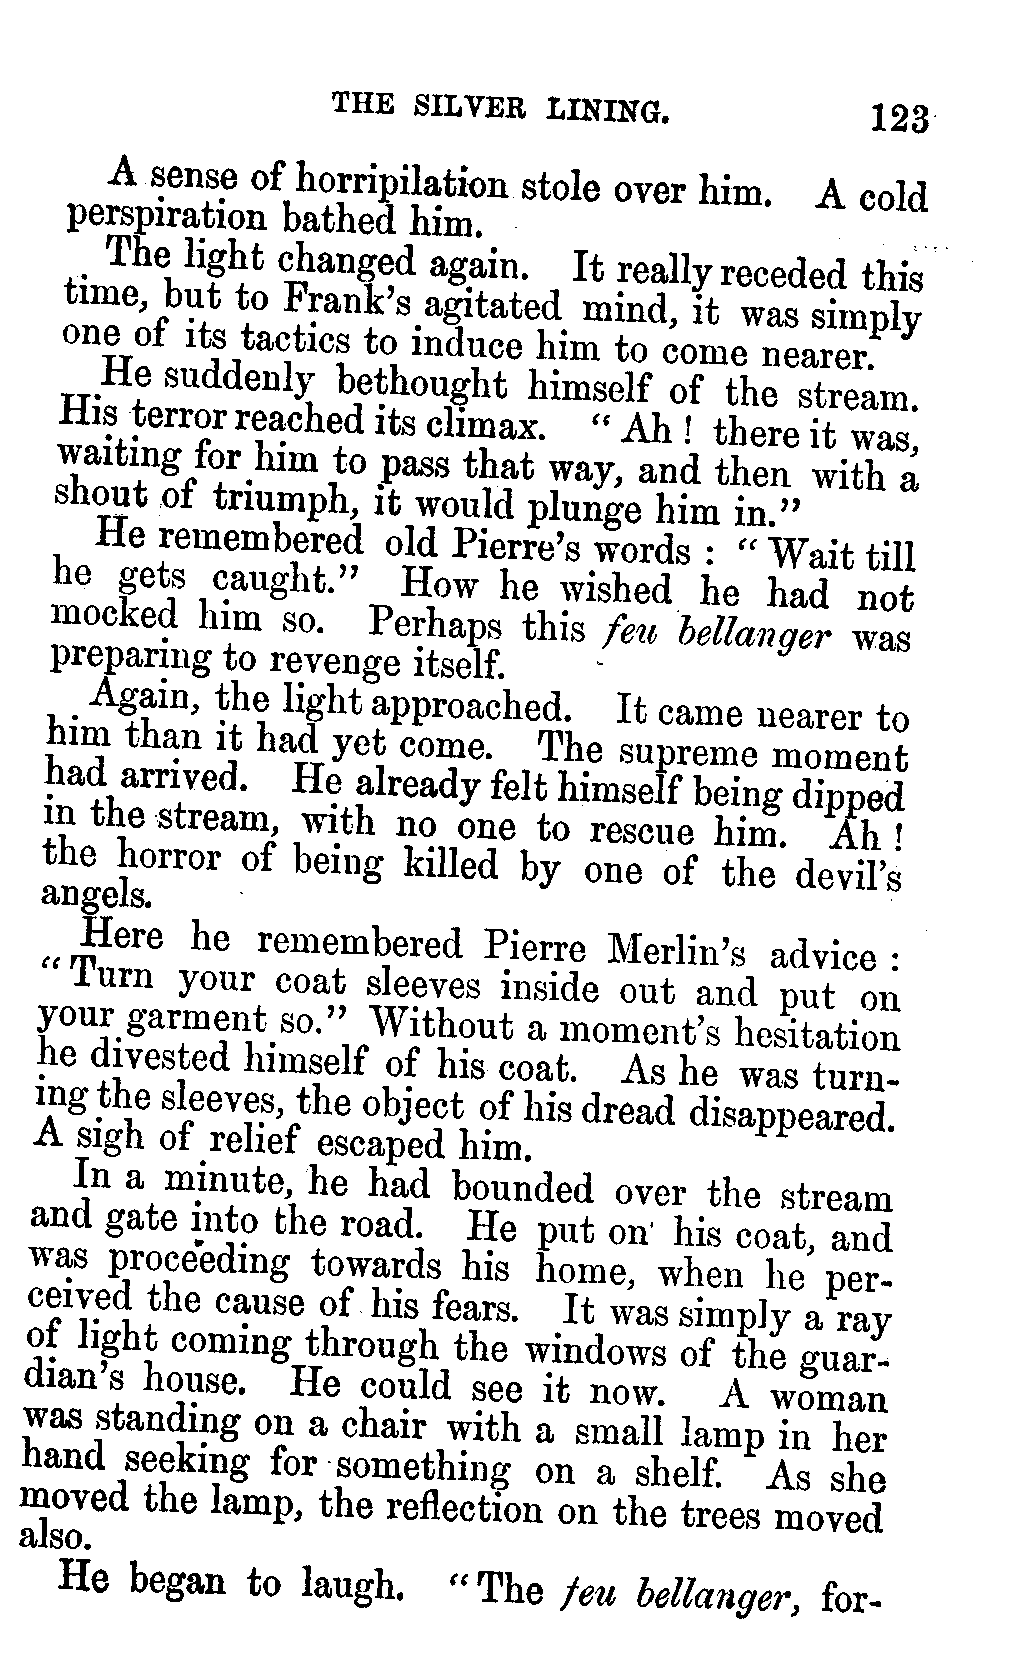 THE SILVER LINING. 123
A sense of horripilation stole over him. A cold
perspiration bathed him.
The light changed again. It really receded this
time, but to Frank's agitated mind, it was simply
one of its tactics to induce him to come nearer.
He suddenly bethought himself of the stream.
His terror reached its climax. "Ah! there it was,
waiting for him to pass that way, and then with a
shout of triumph, it would plunge him in."
He remembered old Pierre's words: "Wait till
he gets caught." How he wished he had not
mocked him so. Perhaps this feu bellanger was
preparing to revenge itself.
Again, the light approached. It came nearer to
him than it had yet come. The supreme moment
had arrived. He already felt himself being dipped
in the stream, with no one to rescue him. Ah!
the horror of being killed by one of the devil's
angels.
Here he remembered Pierre Merlin's advice:
"Turn your coat sleeves inside out and put on
your garment so." Without a moment's hesitation
he divested himself of his coat. As he was turn-
ing the sleeves, the object of his dread disappeared.
A sigh of relief escaped him.
In a minute, he had bounded over the stream
and gate into the road. He put on his coat, and
was proceeding towards his home, when he per-
ceived the cause of his fears. It was simply a ray
of light coming through the windows of the guar-
dian's house. He could see it now. A woman
was standing on a chair with a small lamp in her
hand seeking for something on a shelf. As she
moved the lamp, the reflection on the trees moved
also.
He began to laugh. "The feu bellanger, for-